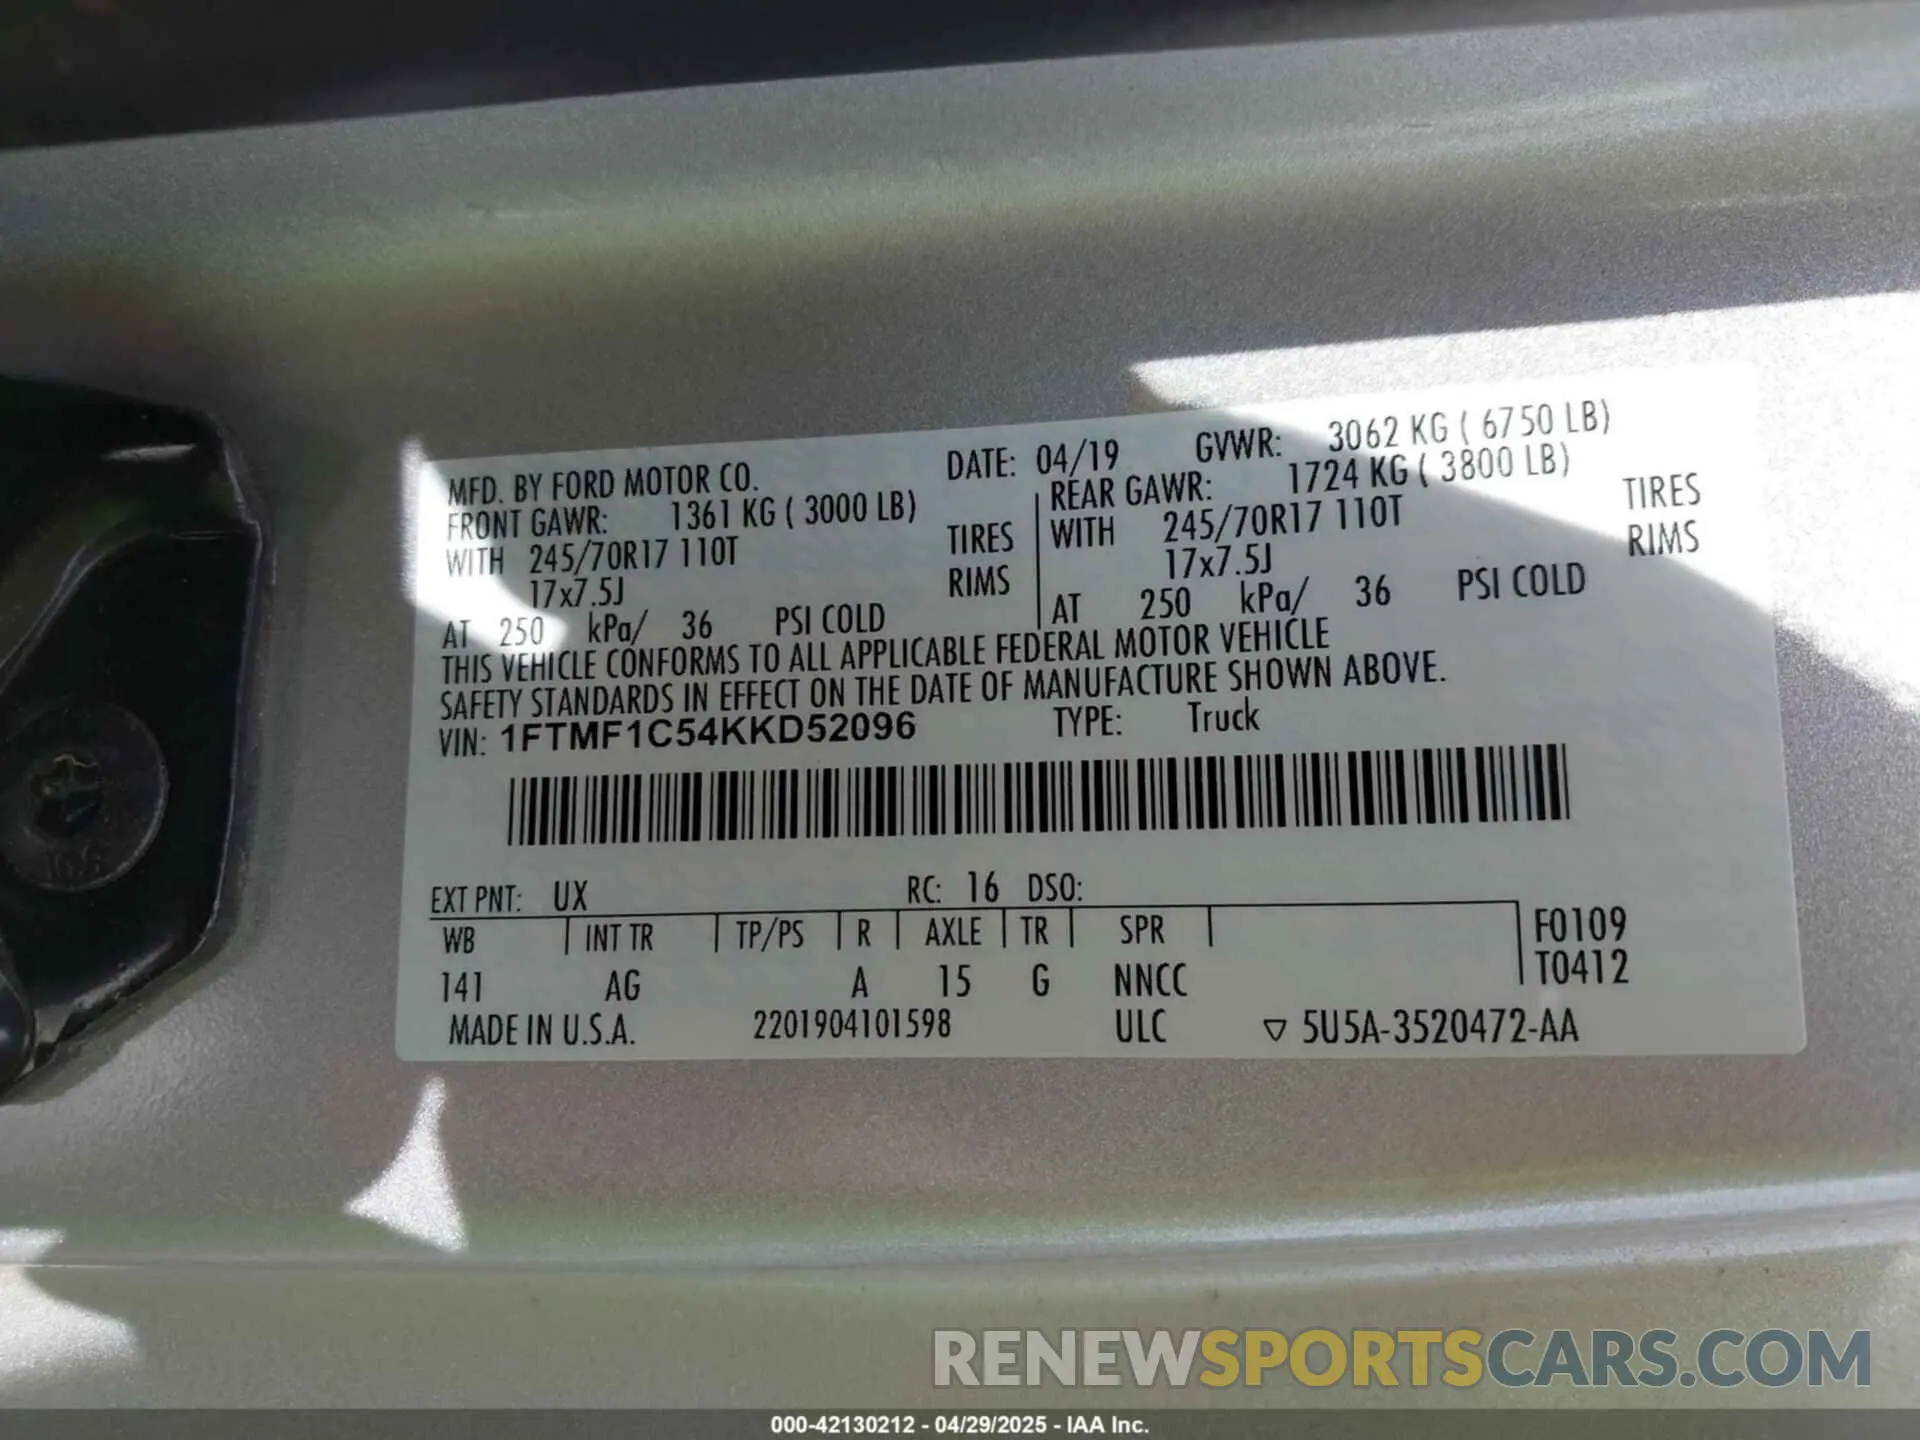 MFD. BY FORD MOTOR CO. DATE: 04/19 GVWR: 3062 KG ( 6750 LB)
FRONT GAWR: 1361 KG ( 3000 LB) REAR GAWR: 1724 KG ( 3800 LB)
WITH 245/70R17 110T TIRES WITH 245/70R17 110T TIRES
17x7.5J RIMS 17x7.5J RIMS
AT 250 kPa/ 36 PSI COLD AT 250 kPa/ 36 PSI COLD
THIS VEHICLE CONFORMS TO ALL APPLICABLE FEDERAL MOTOR VEHICLE
SAFETY STANDARDS IN EFFECT ON THE DATE OF MANUFACTURE SHOWN ABOVE.
VIN: 1FTMF1C54KKD52096 TYPE: Truck
EXT PNT: UX RC: 16 DSO:
WB INT TR TP/PS R AXLE TR SPR F0109
141 AG A 15 G NNCC T0412
MADE IN U.S.A. 2201904101598 ULC ▽ 5U5A-3520472-AA
RENEWSPORTSCARS.COM
000-42130212 - 04/29/2025 - IAA Inc.